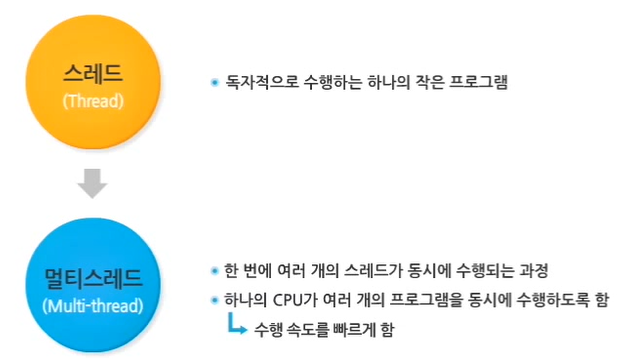 스레드
(Thread)
독자적으로 수행하는 하나의 작은 프로그램
멀티스레드
(Multi-thread)
한 번에 여러 개의 스레드가 동시에 수행되는 과정
하나의 CPU가 여러 개의 프로그램을 동시에 수행하도록 함
수행 속도를 빠르게 함